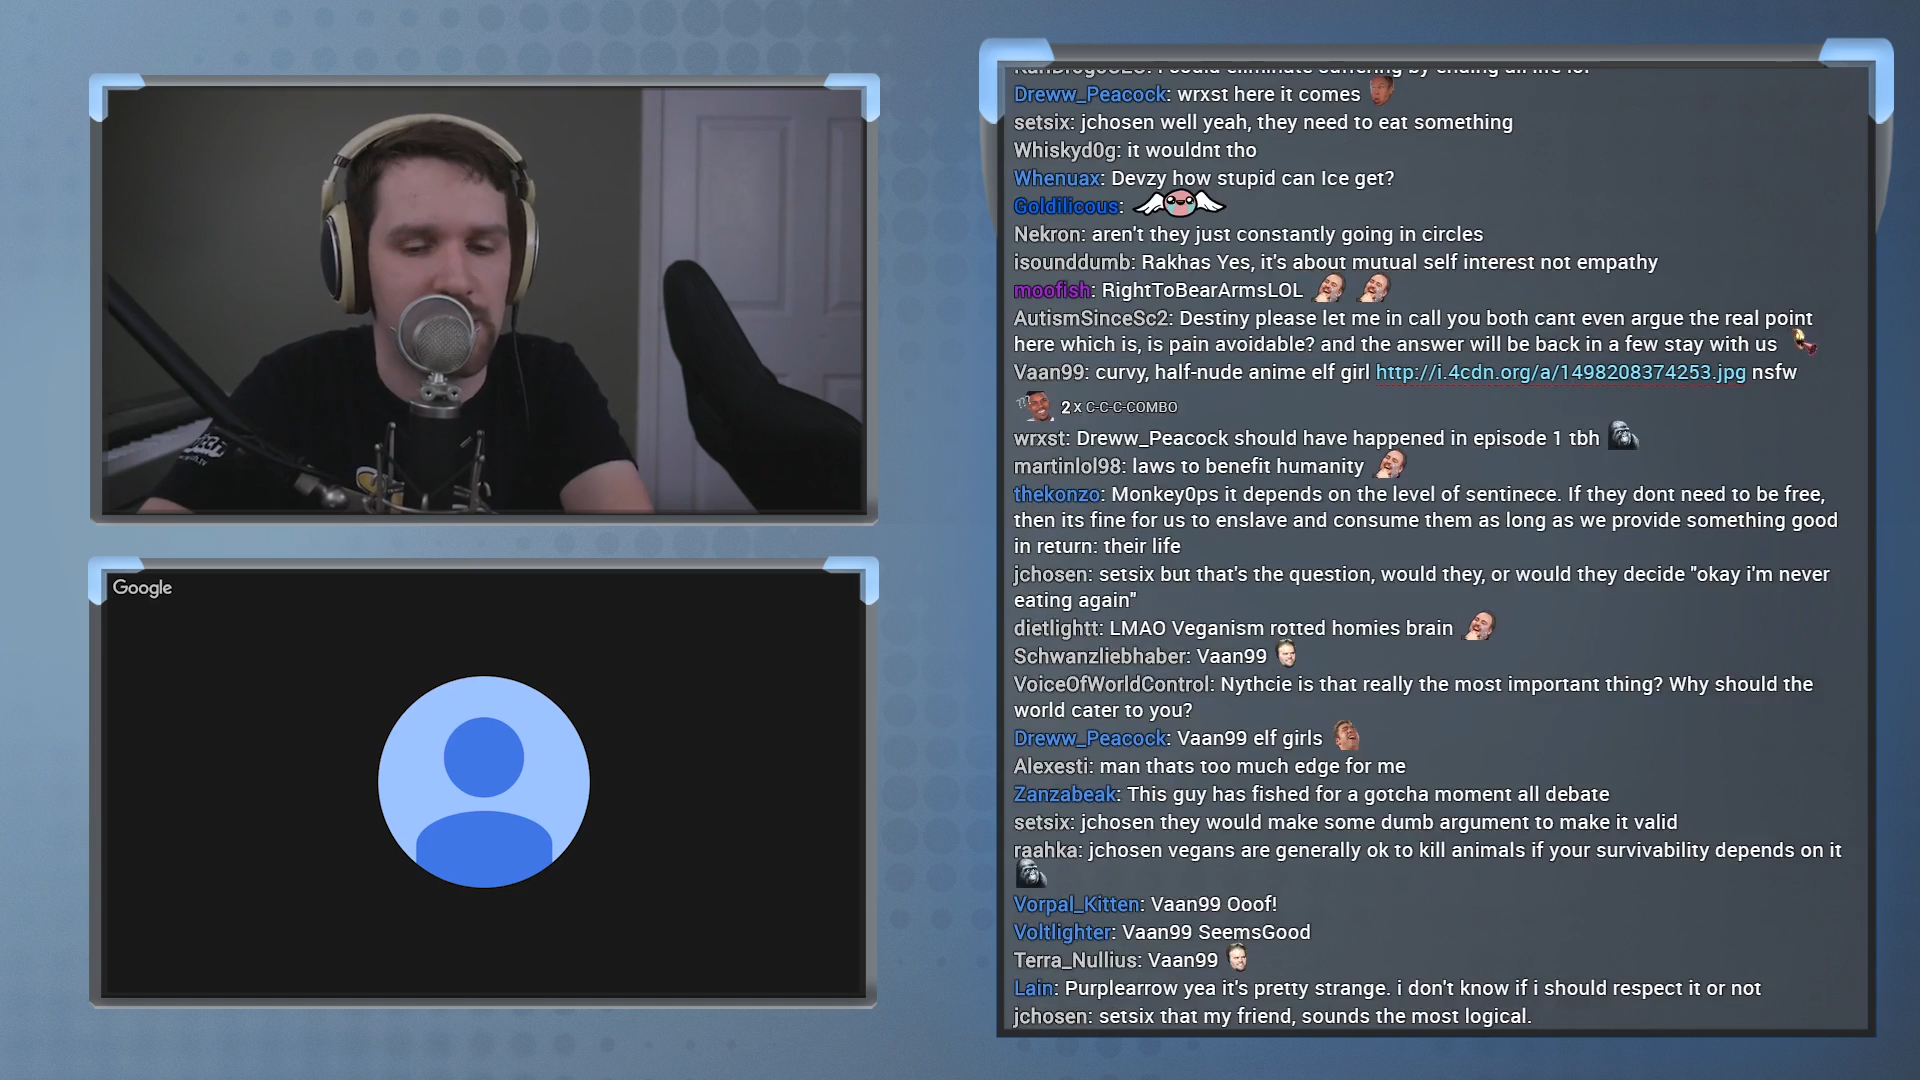 Google
by ending all life lol
Dreww_Peacock: wrxst here it comes
setsix: jchosen well yeah, they need to eat something
Whiskyd0g: it wouldnt tho
Whenuax: Devzy how stupid can Ice get?
Goldilicous:
Nekron: aren't they just constantly going in circles
isounddumb: Rakhas Yes, it's about mutual self interest not empathy
moofish: RightToBearArmsLOL
AutismSinceSc2: Destiny please let me in call you both cant even argue the real point
here which is, is pain avoidable? and the answer will be back in a few stay with us
Vaan99: curvy, half-nude anime elf girl http://i.4cdn.org/a/1498208374253.jpg nsfw
2 x C-C-C-COMBO
wrxst: Dreww_Peacock should have happened in episode 1 tbh
martinlol98: laws to benefit humanity
thekonzo: Monkey0ps it depends on the level of sentinece. If they dont need to be free,
then its fine for us to enslave and consume them as long as we provide something good
in return: their life
jchosen: setsix but that's the question, would they, or would they decide "okay i'm never
eating again"
dietlightt: LMAO Veganism rotted homies brain
Schwanzliebhaber: Vaan99
VoiceOfWorldControl: Nythcie is that really the most important thing? Why should the
world cater to you?
Dreww_Peacock: Vaan99 elf girls
Alexesti: man thats too much edge for me
Zanzabeak: This guy has fished for a gotcha moment all debate
setsix: jchosen they would make some dumb argument to make it valid
raahka: jchosen vegans are generally ok to kill animals if your survivability depends on it
Vorpal_Kitten: Vaan99 Ooof!
Voltlighter: Vaan99 SeemsGood
Terra_Nullius: Vaan99
Lain: Purplearrow yea it's pretty strange. i don't know if i should respect it or not
jchosen: setsix that my friend, sounds the most logical.